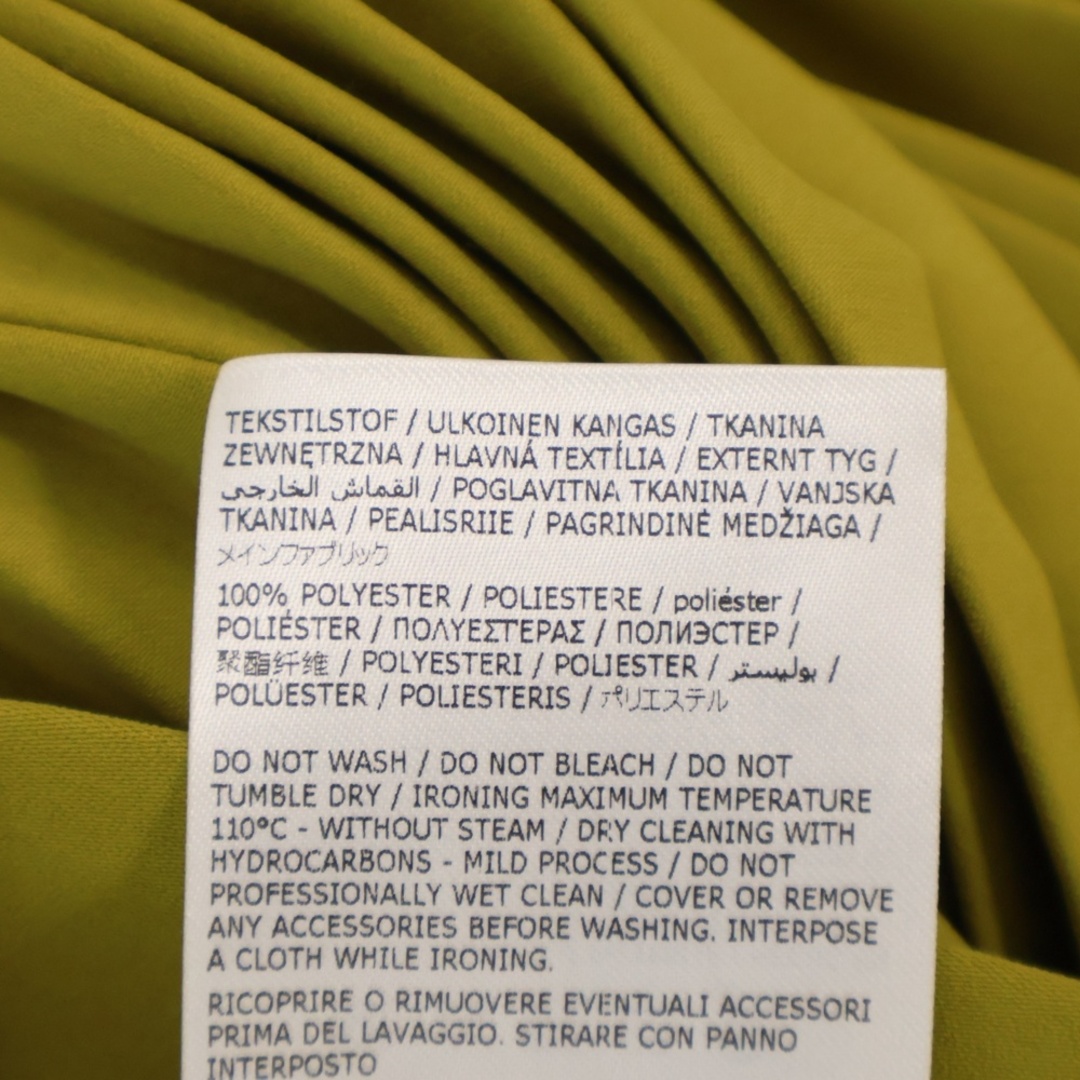 TEKSTILSTOF / ULKOINEN KANGAS / TKANINA
ZEWNĘTRZNA / HLAVNÁ TEXTÍLIA / EXTERNT TYG /
القماش الخارجي / POGLAVITNA TKANINA / VANJSKA
TKANINA / PEALISRIIE / PAGRINDINĖ MEDŽIAGA /
メインファブリック
100% POLYESTER / POLIESTERE / poliéster /
POLIÉSTER / ΠΟΛΥΕΣΤΕΡΑΣ / ПОЛИЭСТЕР /
聚酯纤维 / POLYESTERI / POLIESTER / بوليستر /
POLÜESTER / POLIESTERIS / ポリエステル
DO NOT WASH / DO NOT BLEACH / DO NOT
TUMBLE DRY / IRONING MAXIMUM TEMPERATURE
110°C - WITHOUT STEAM / DRY CLEANING WITH
HYDROCARBONS - MILD PROCESS / DO NOT
PROFESSIONALLY WET CLEAN / COVER OR REMOVE
ANY ACCESSORIES BEFORE WASHING. INTERPOSE
A CLOTH WHILE IRONING.
RICOPRIRE O RIMUOVERE EVENTUALI ACCESSORI
PRIMA DEL LAVAGGIO. STIRARE CON PANNO
INTERPOSTO